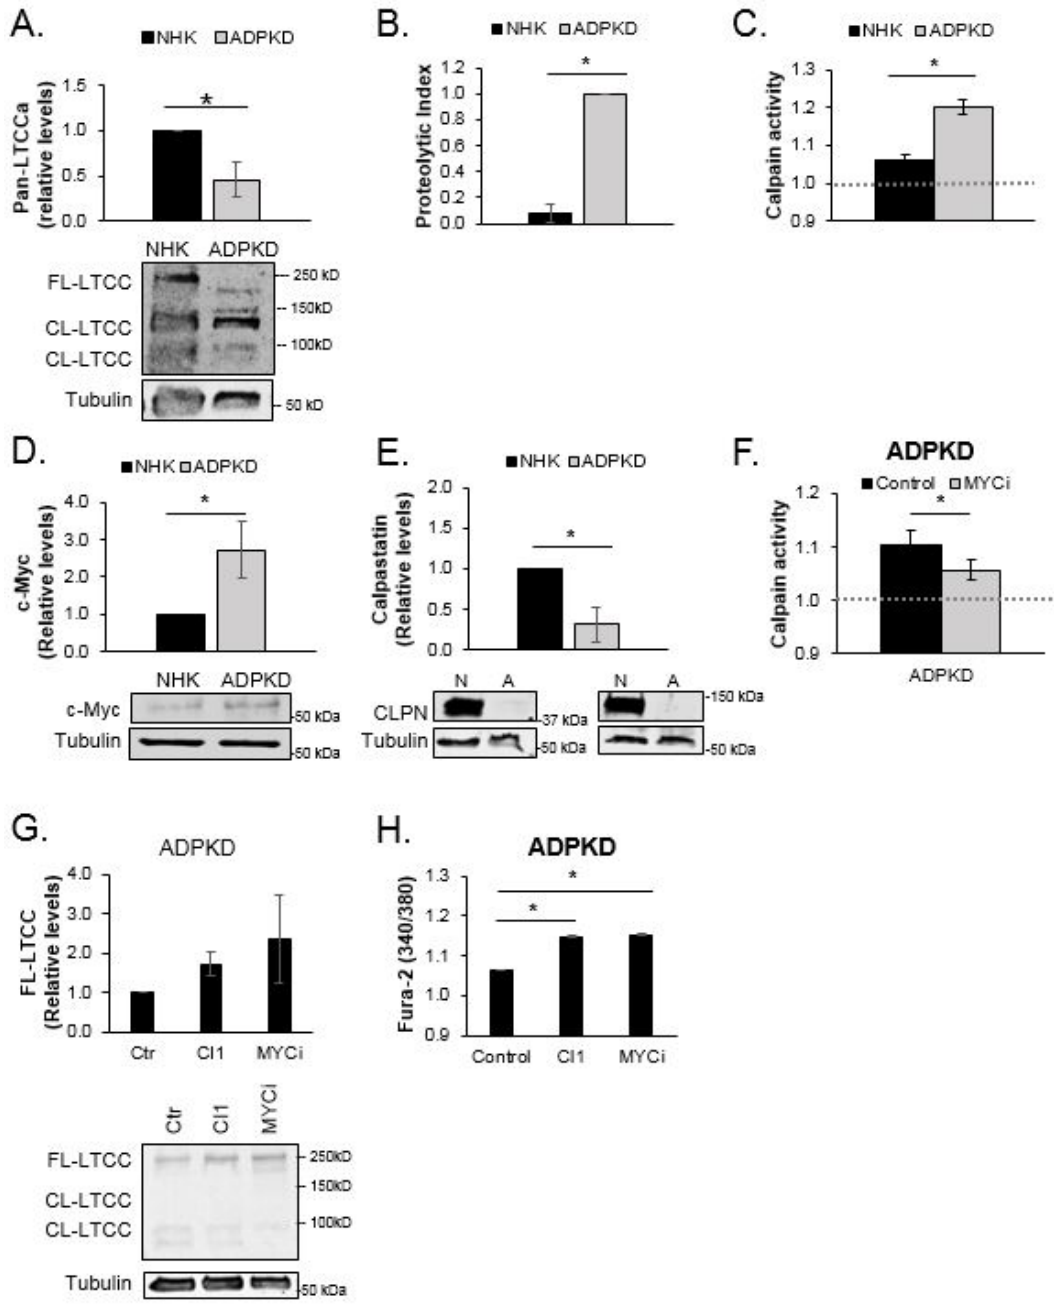 A.
NHK ADPKD
Pan-LTCCa
(relative levels)
1.5
1.0
0.5
0.0
*
NHK ADPKD
FL-LTCC
CL-LTCC
CL-LTCC
Tubulin
250 kD
150kD
100kD
50 kD
B.
NHK ADPKD
Proteolytic Index
1.2
1.0
0.8
0.6
0.4
0.2
0.0
*
C.
NHK ADPKD
Calpain activity
1.3
1.2
1.1
1.0
0.9
*
D.
NHK ADPKD
c-Myc
(Relative levels)
4.0
3.0
2.0
1.0
0.0
*
NHK ADPKD
c-Myc
Tubulin
-50 kDa
-50 kDa
E.
NHK ADPKD
Calpastatin
(Relative levels)
2.0
1.5
1.0
0.5
0.0
*
N A
N A
CLPN
Tubulin
-37 kDa
-50 kDa
-150 kDa
-50 kDa
F.
ADPKD
Control MYCi
Calpain activity
1.2
1.1
1.0
0.9
*
ADPKD
G.
ADPKD
FL-LTCC
(Relative levels)
4.0
3.0
2.0
1.0
0.0
Ctr CI1 MYCi
Ctr CI1 MYCi
FL-LTCC
CL-LTCC
CL-LTCC
Tubulin
250kD
150kD
100kD
-50 kDa
H.
ADPKD
Fura-2 (340/380)
1.3
1.2
1.1
1.0
0.9
*
*
Control CI1 MYCi